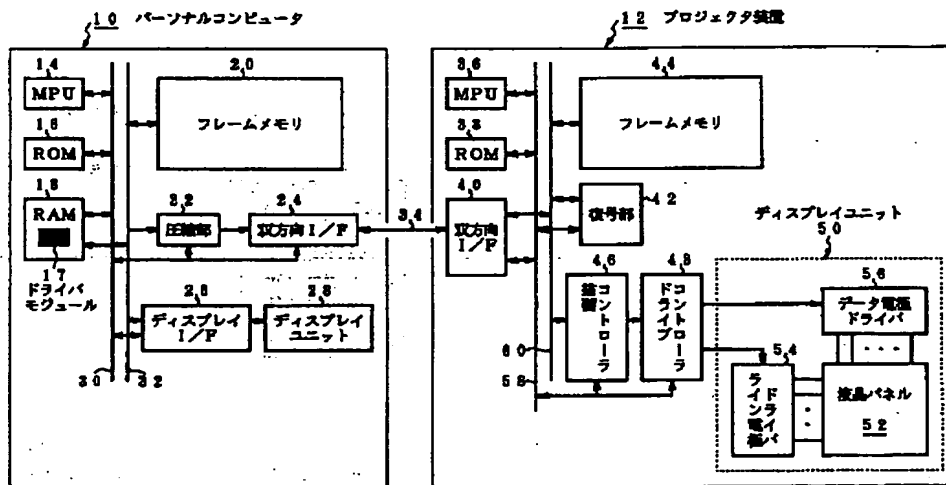 10 パーソナルコンピュータ
12 プロジェクタ装置
14
MPU
16
ROM
18
RAM
17
ドライバ
モジュール
20
フレームメモリ
22
圧縮部
24
双方向I/F
26
ディスプレイ
I/F
28
ディスプレイ
ユニット
30
32
34
36
MPU
38
ROM
40
双方向
I/F
44
フレームメモリ
復号部
42
46
コントローラ
48
ドライブ
コントローラ
60
58
ディスプレイユニット
50
56
データ電極
ドライバ
54
ライン電極
ドライバ
液晶パネル
52